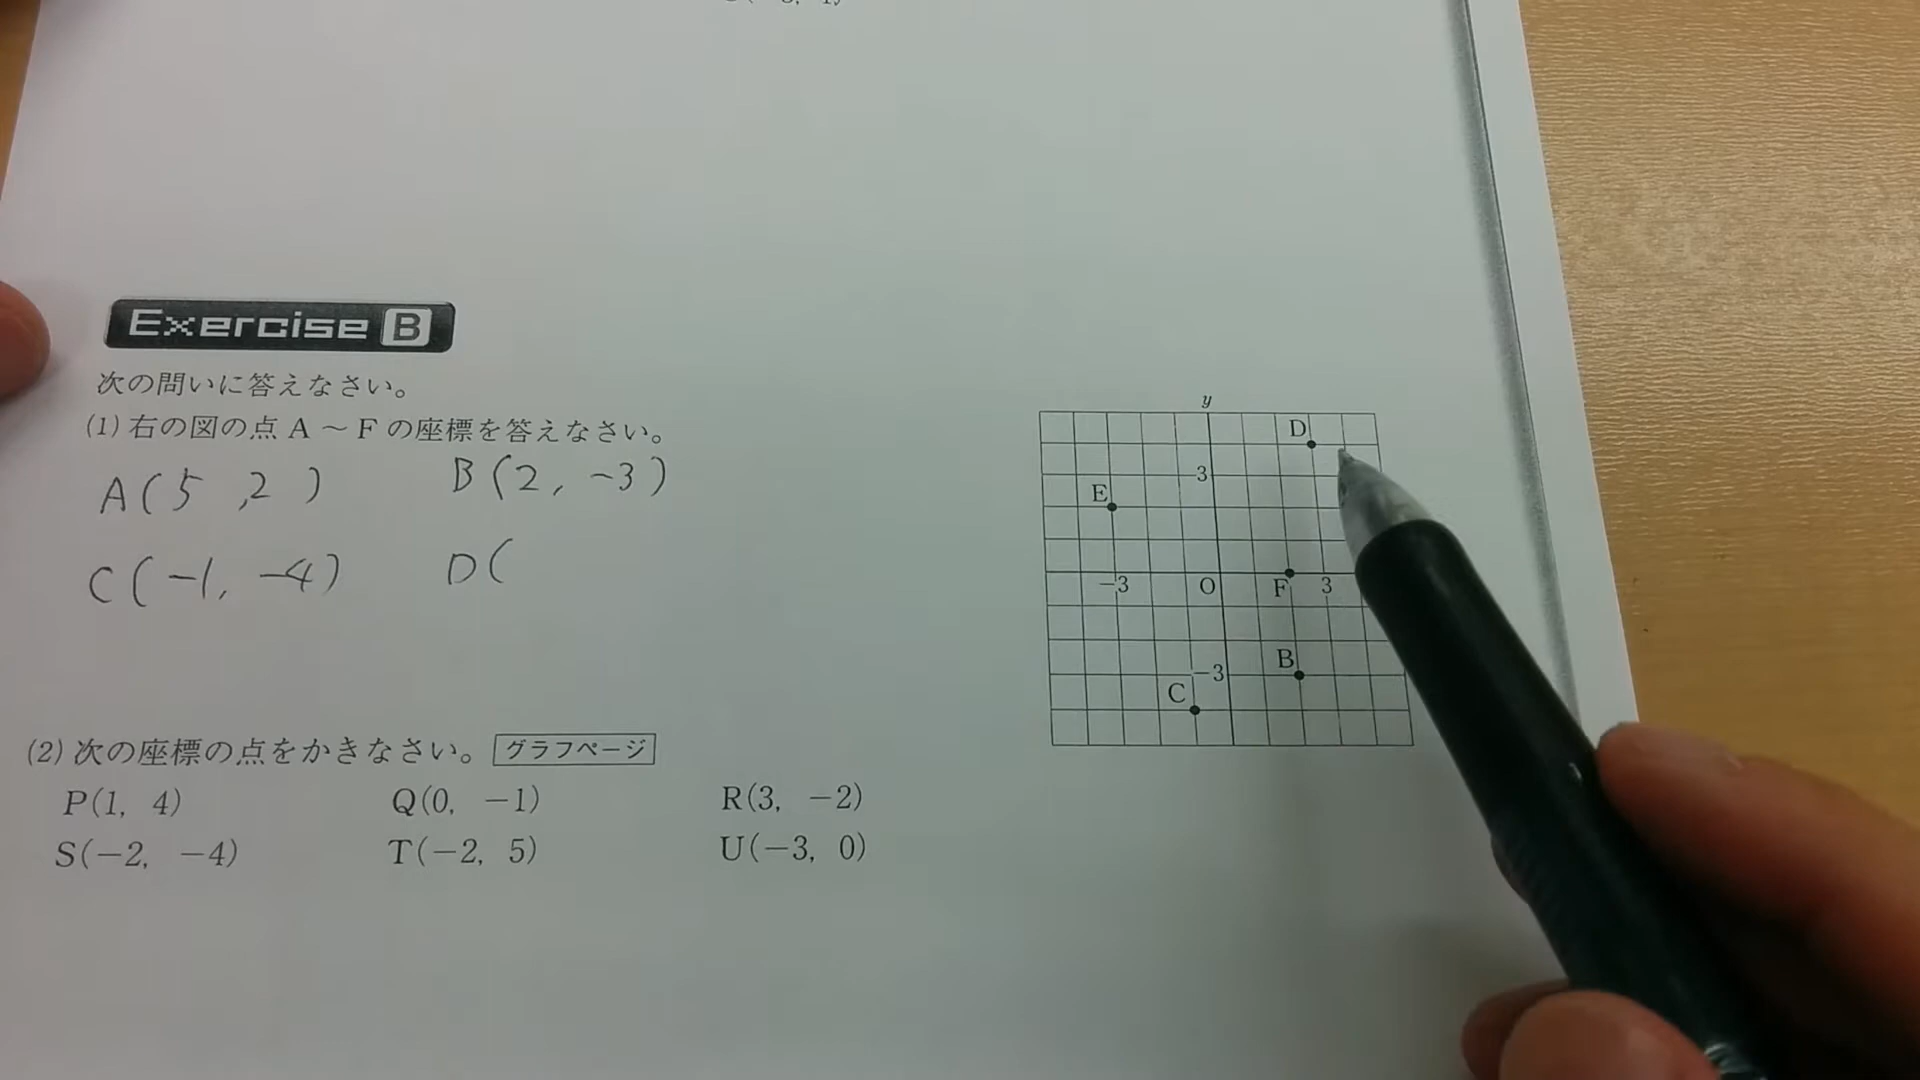 Exercise B
次の問いに答えなさい。
(1) 右の図の点 A ～ F の座標を答えなさい。
A(5 ,2 )
B(2, -3)
C(-1, -4)
D(
y
D
3
E
-3
O
F
3
B
-3
C
(2) 次の座標の点をかきなさい。 グラフページ
P(1, 4) Q(0, -1) R(3, -2)
S(-2, -4) T(-2, 5) U(-3, 0)